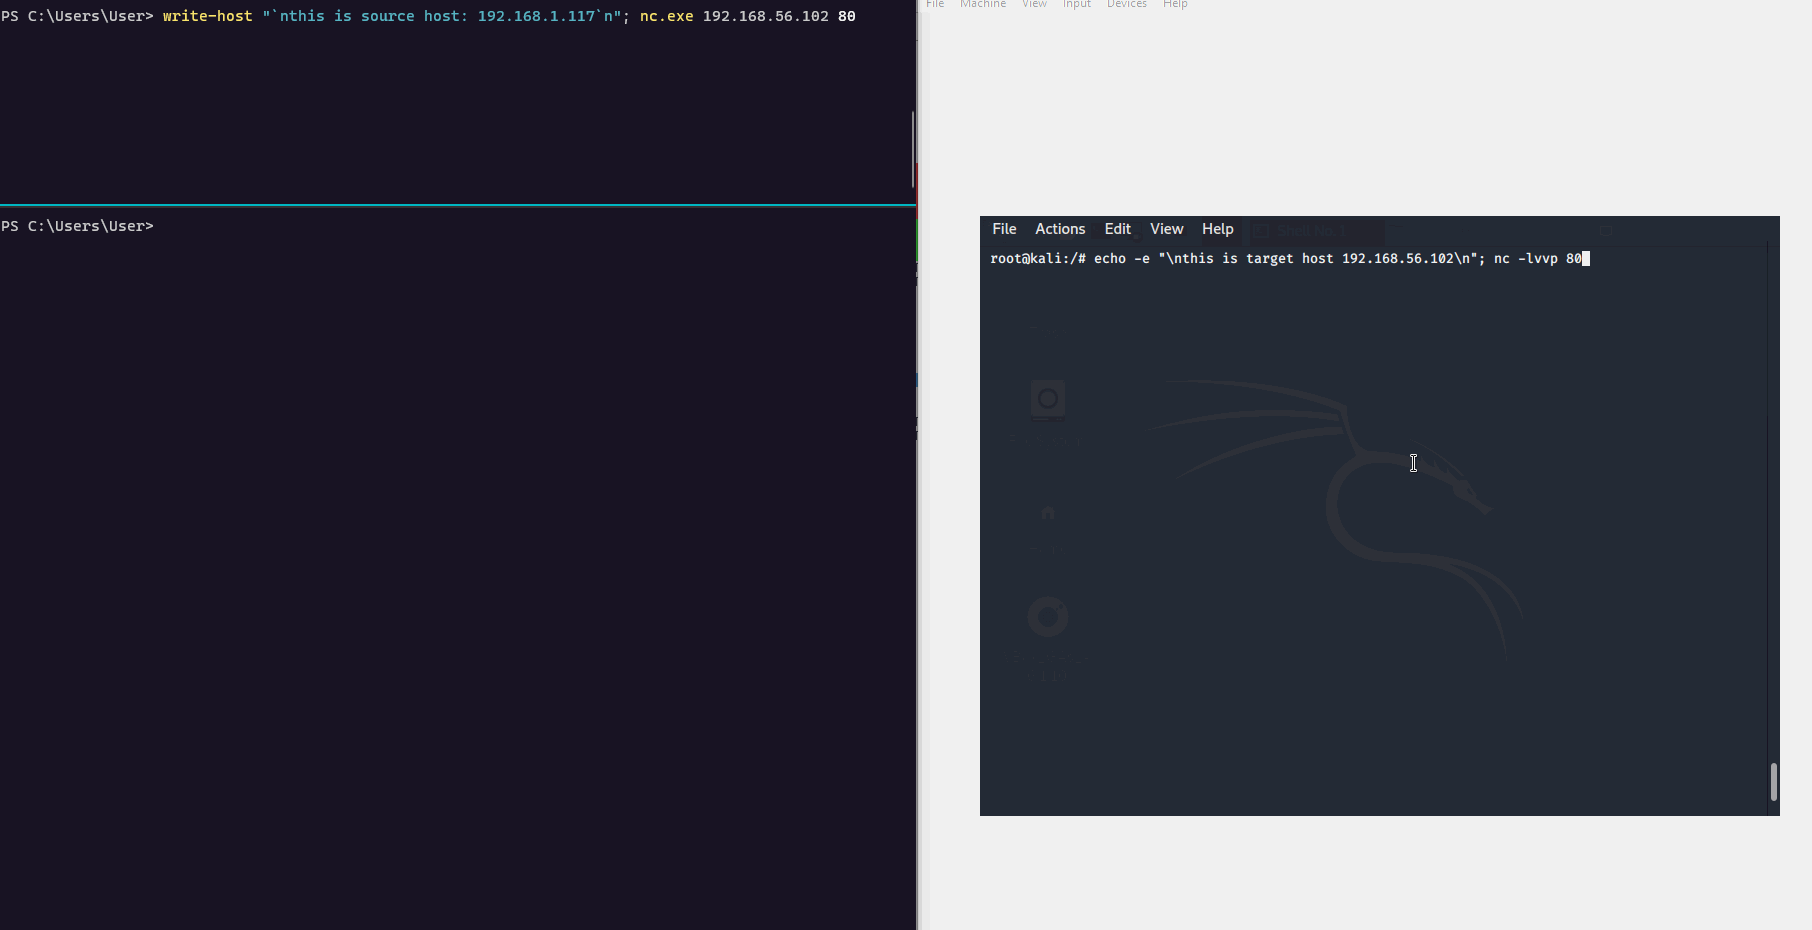 PS C:\Users\User> write-host "`nthis is source host: 192.168.1.117`n"; nc.exe 192.168.56.102 80
PS C:\Users\User>
File Machine View Input Devices Help
File Actions Edit View Help
root@kali:/# echo -e "\nthis is target host 192.168.56.102\n"; nc -lvvp 80